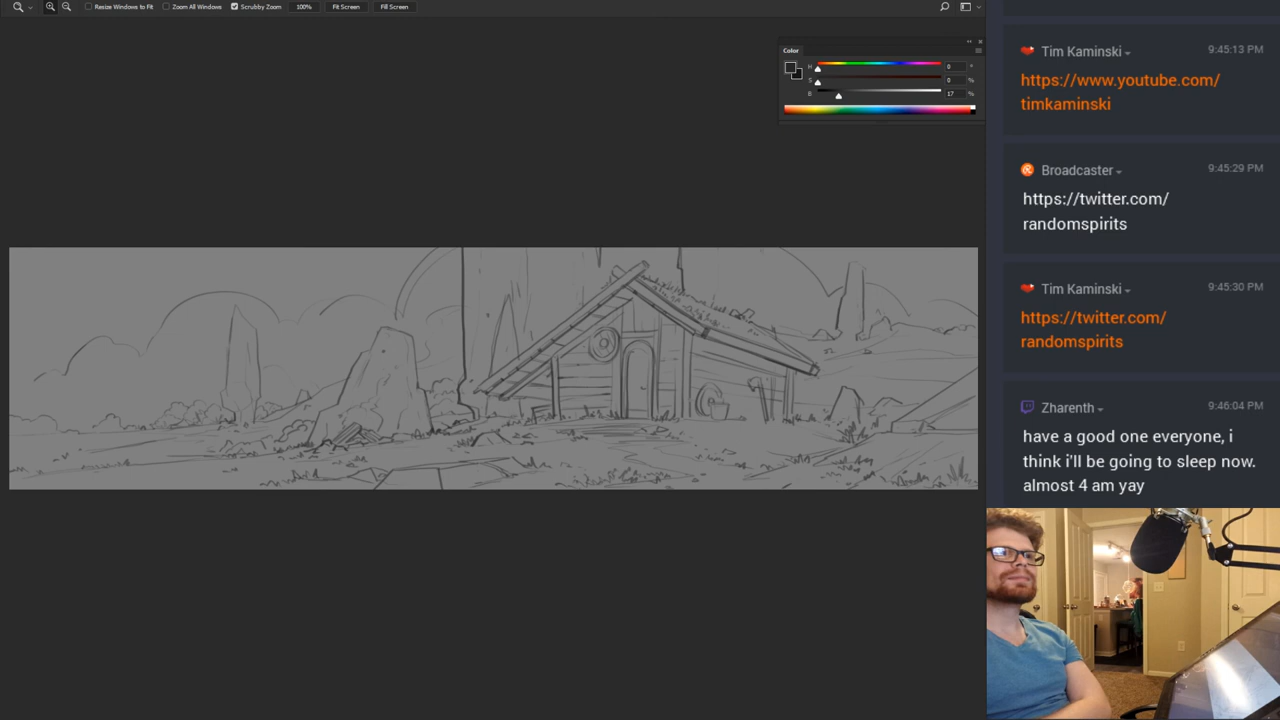 Resize Windows to Fit
Zoom All Windows
Scrubby Zoom
100%
Fit Screen
Fill Screen
Color
H 0 °
S 0 %
B 17 %
Tim Kaminski 9:45:13 PM
https://www.youtube.com/
timkaminski
Broadcaster 9:45:29 PM
https://twitter.com/
randomspirits
Tim Kaminski 9:45:30 PM
https://twitter.com/
randomspirits
Zharenth 9:46:04 PM
have a good one everyone, i
think i'll be going to sleep now.
almost 4 am yay